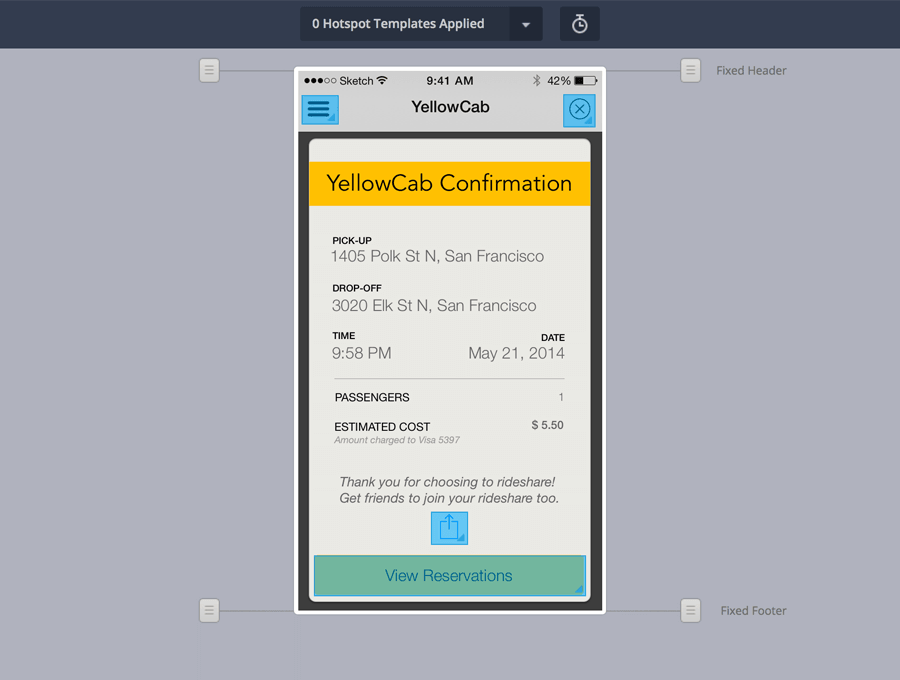 0 Hotspot Templates Applied
Fixed Header
Sketch 9:41 AM 42%
YellowCab
YellowCab Confirmation
PICK-UP
1405 Polk St N, San Francisco
DROP-OFF
3020 Elk St N, San Francisco
TIME DATE
9:58 PM May 21, 2014
PASSENGERS 1
ESTIMATED COST $ 5.50
Amount charged to Visa 5397
Thank you for choosing to rideshare!
Get friends to join your rideshare too.
View Reservations
Fixed Footer